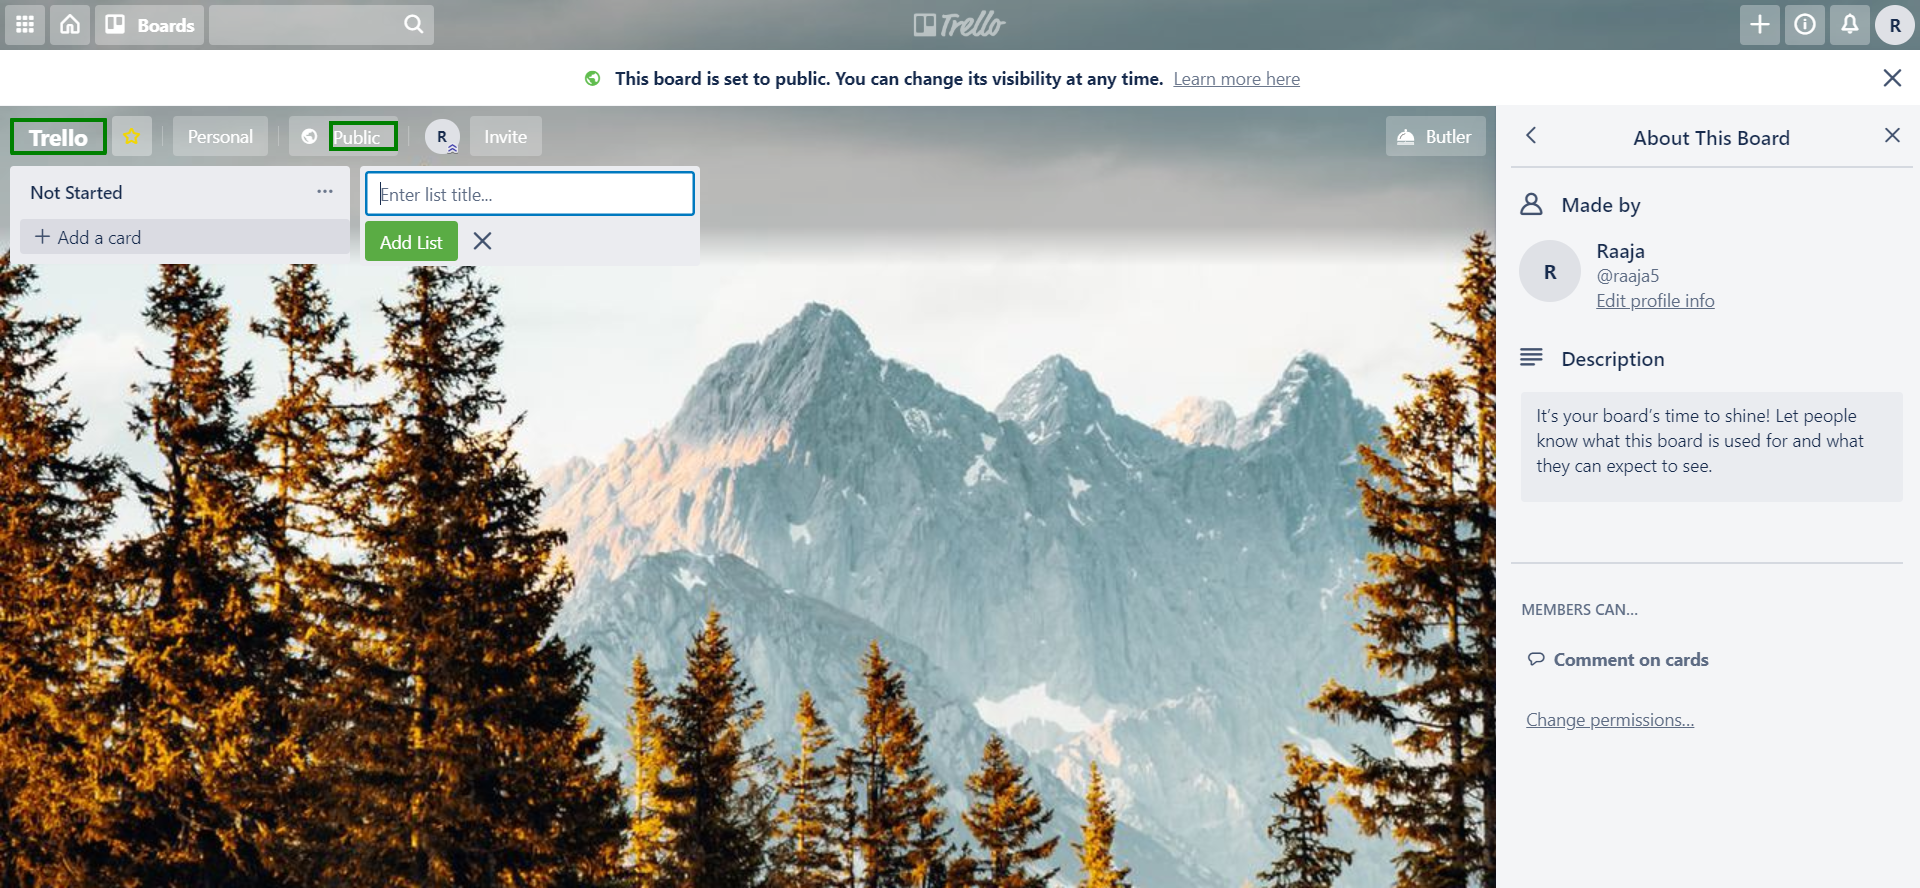 Boards
Trello
R
This board is set to public. You can change its visibility at any time. Learn more here
Trello
Personal
Public
R
Invite
Butler
Not Started
Add a card
Enter list title...
Add List
About This Board
Made by
R
Raaja
@raaja5
Edit profile info
Description
It’s your board’s time to shine! Let people
know what this board is used for and what
they can expect to see.
MEMBERS CAN…
Comment on cards
Change permissions…